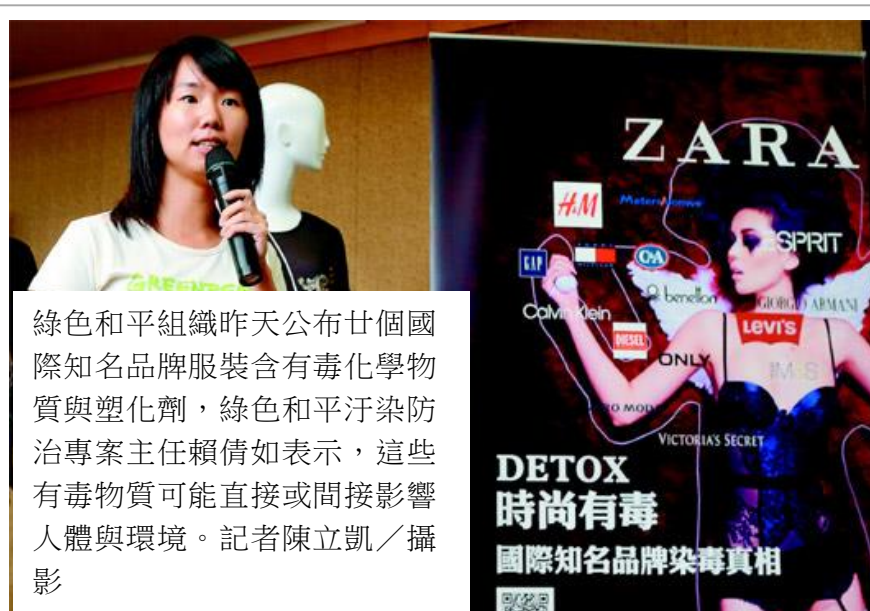 ZARA
H&M
ESPRIT
GAP
C&A
benetton
GIORGIO ARMANI
Calvin Klein
LEVI'S
DIESEL
ONLY
M&S
VICTORIA'S SECRET
DETOX
時尚有毒
國際知名品牌染毒真相
綠色和平組織昨天公布廿個國
際知名品牌服裝含有毒化學物
質與塑化劑，綠色和平汙染防
治專案主任賴倩如表示，這些
有毒物質可能直接或間接影響
人體與環境。記者陳立凱／攝
影